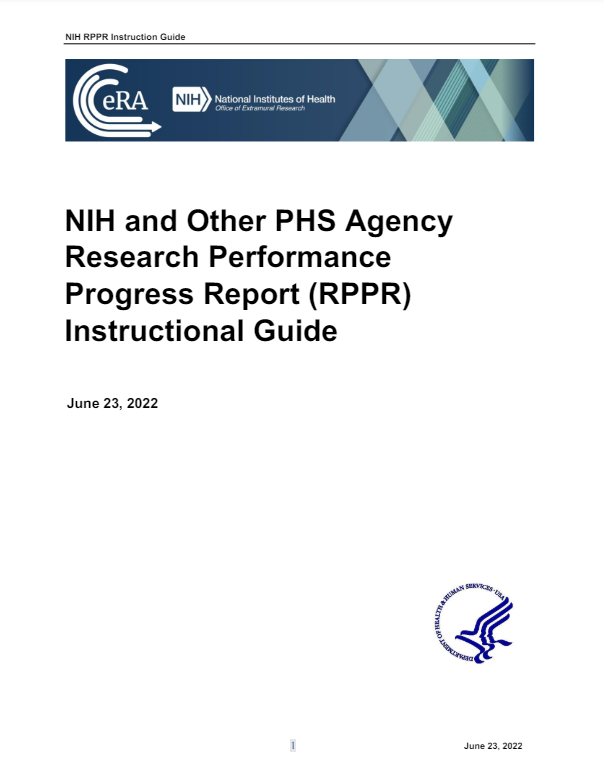 NIH RPPR Instruction Guide
eRA
NIH National Institutes of Health
Office of Extramural Research
NIH and Other PHS Agency
Research Performance
Progress Report (RPPR)
Instructional Guide
June 23, 2022
DEPARTMENT OF HEALTH & HUMAN SERVICES · USA
1 June 23, 2022